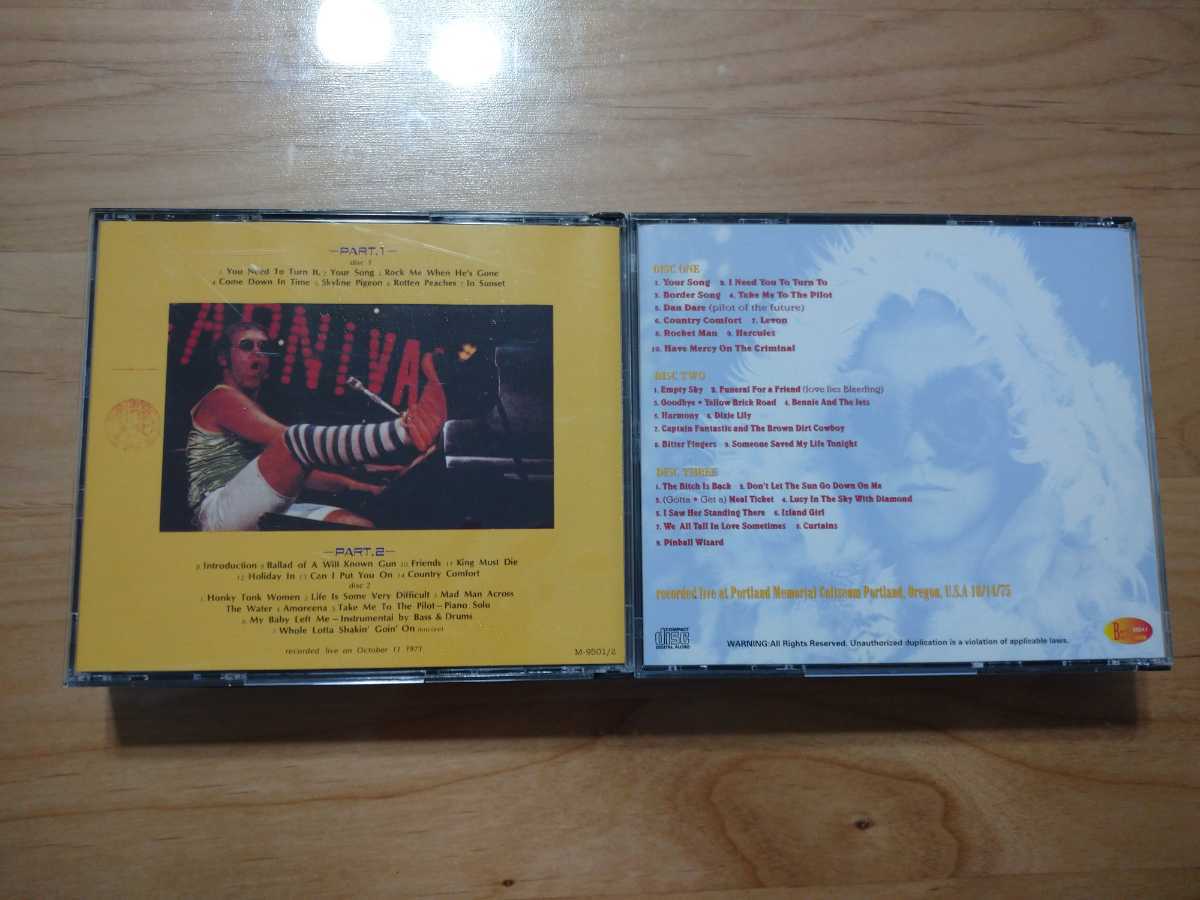 —PART.1—
disc 1
1 You Need To Turn It, 2 Your Song 3 Rock Me When He's Gone
4 Come Down In Time 5 Skyline Pigeon 6 Rotten Peaches 7 In Sunset
ARNIVA
—PART.2—
8 Introduction 9 Ballad of A Will Known Gun 10 Friends 11 King Must Die
12 Holiday In 13 Can I Put You On 14 Country Comfort
disc 2
1 Honky Tonk Women 2 Life Is Some Very Difficult 3 Mad Man Across
The Water 4 Amoreena 5 Take Me To The Pilot—Piano Solo
6 My Baby Left Me—Instrumental by Bass & Drums
7 Whole Lotta Shakin' Goin' On (encore)
recorded live on October 11 1971
M-9501/2
DISC ONE
1. Your Song 2. I Need You To Turn To
3. Border Song 4. Take Me To The Pilot
5. Dan Dare (pilot of the future)
6. Country Comfort 7. Levon
8. Rocket Man 9. Hercules
10. Have Mercy On The Criminal
DISC TWO
1. Empty Sky 2. Funeral For a Friend (love lies Bleeding)
3. Goodbye • Yellow Brick Road 4. Bennie And The Jets
5. Harmony 6. Dixie Lily
7. Captain Fantastic and The Brown Dirt Cowboy
8. Bitter Fingers 9. Someone Saved My Life Tonight
DISC THREE
1. The Bitch Is Back 2. Don't Let The Sun Go Down On Me
3. (Gotta • Get a) Meal Ticket 4. Lucy In The Sky With Diamond
5. I Saw Her Standing There 6. Island Girl
7. We All Tall In Love Sometimes 8. Curtains
9. Pinball Wizard
recorded live at Portland Memorial Coliseum Portland, Oregon, U.S.A 10/14/75
COMPACT
disc
DIGITAL AUDIO
WARNING:All Rights Reserved. Unauthorized duplication is a violation of applicable laws.